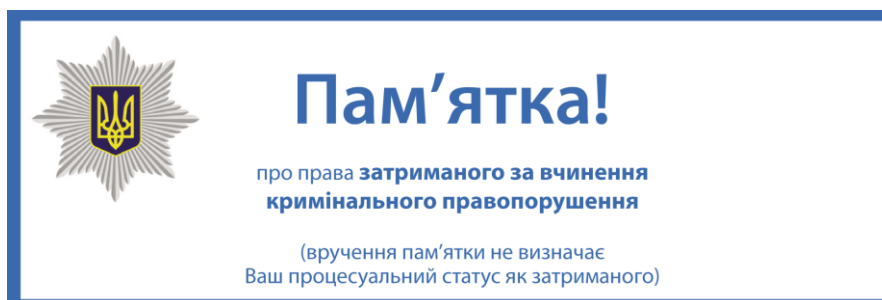 Пам’ятка!
про права затриманого за вчинення
кримінального правопорушення
(вручення пам’ятки не визначає
Ваш процесуальний статус як затриманого)